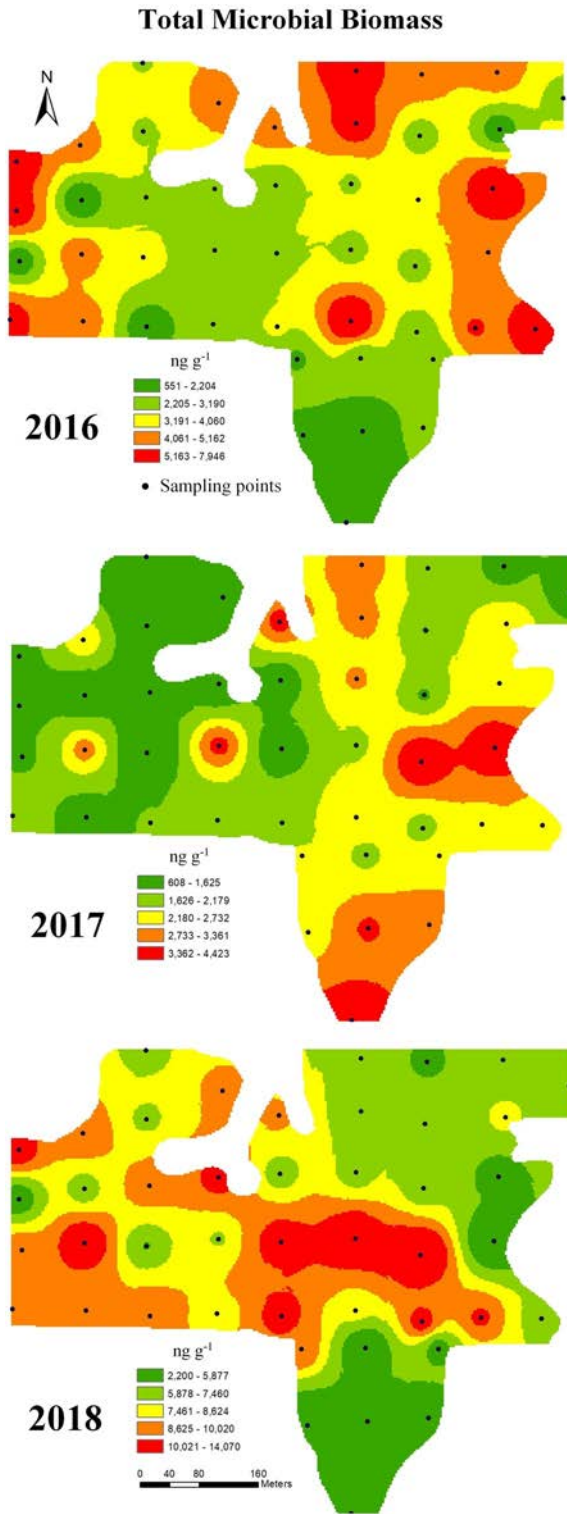 Total Microbial Biomass
N
ng g-1
551 - 2,204
2,205 - 3,190
3,191 - 4,060
4,061 - 5,162
5,163 - 7,946
2016
Sampling points
ng g-1
608 - 1,625
1,626 - 2,179
2,180 - 2,732
2,733 - 3,361
3,362 - 4,423
2017
ng g-1
2,200 - 5,877
5,878 - 7,460
7,461 - 8,624
8,625 - 10,020
10,021 - 14,070
2018
0 40 80 160
Meters